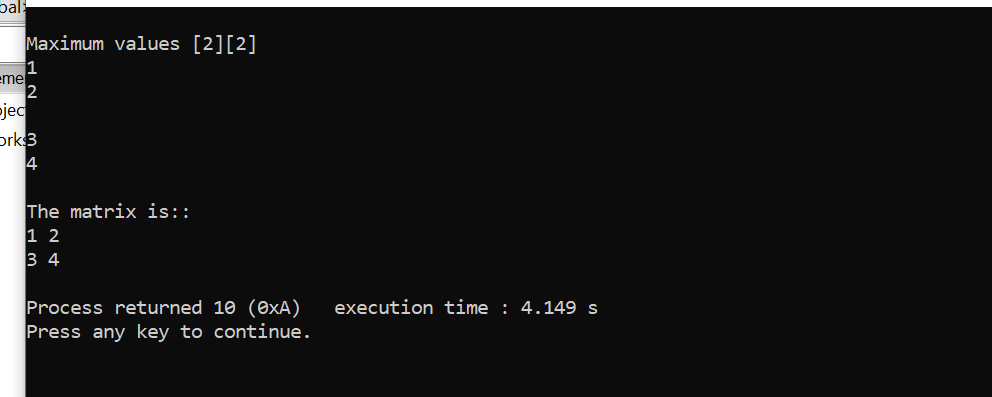 bal>
Maximum values [2][2]
1
2
3
4
The matrix is::
1 2
3 4
Process returned 10 (0xA)   execution time : 4.149 s
Press any key to continue.